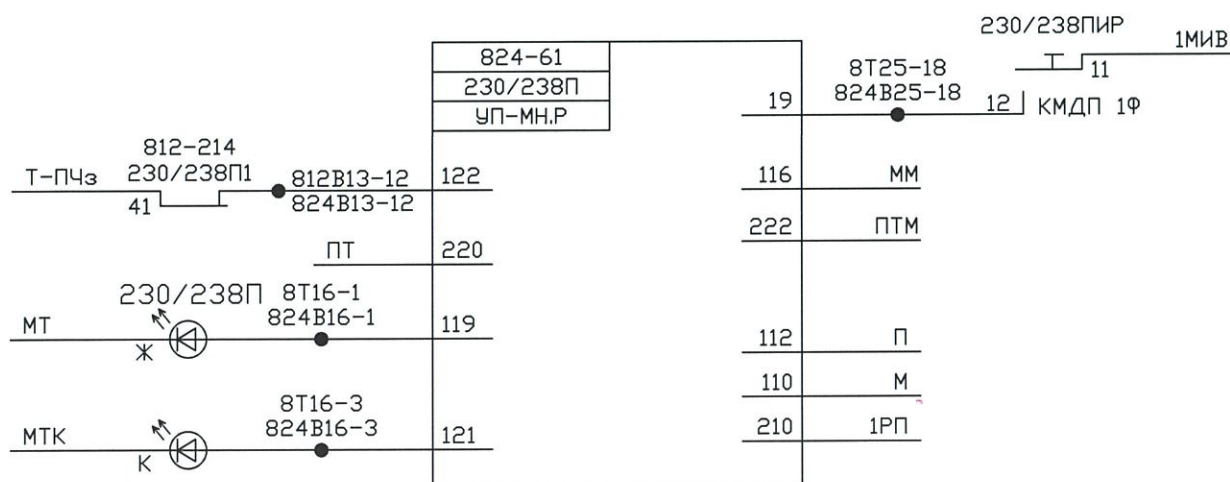 230/238ПИР
1МИВ
824-61
8Т25-18
11
230/238П
824В25-18
19
12
КМДП 1Ф
УП-МН.Р
812-214
Т-ПЧз
230/238П1
812В13-12
122
116
ММ
41
824В13-12
222
ПТМ
ПТ
220
230/238П
8Т16-1
МТ
824В16-1
119
Ж
112
П
110
М
8Т16-3
МТК
824В16-3
121
210
1РП
К